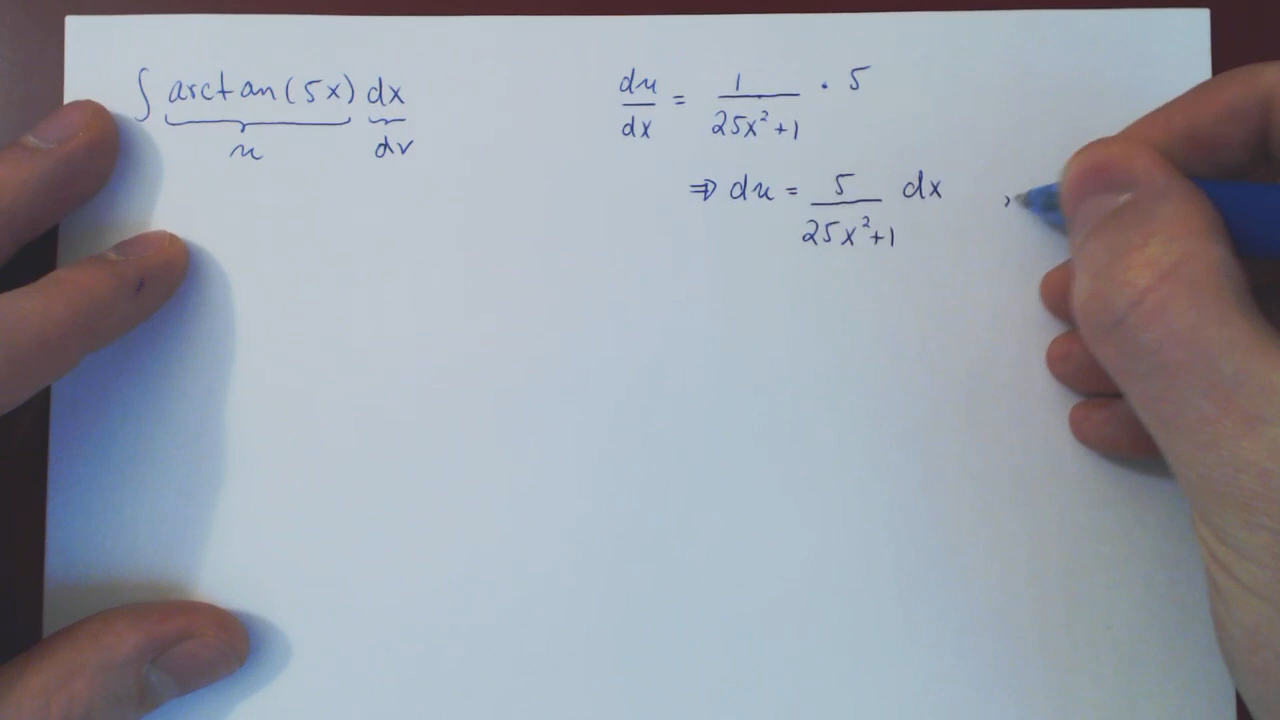 ∫ arctan(5x) dx
u dv
du/dx = 1/(25x²+1) · 5
⇒ du = 5/(25x²+1) dx ,